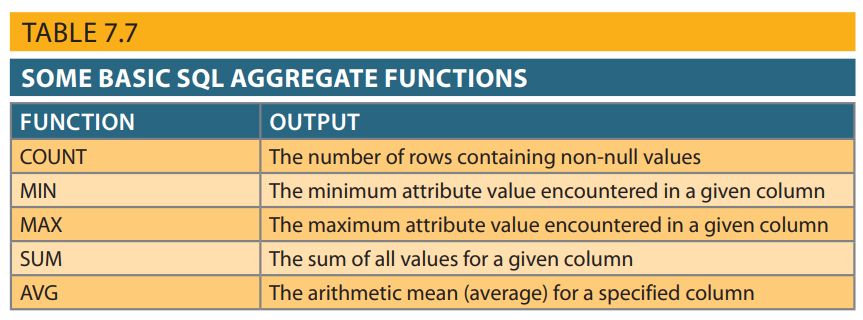 TABLE 7.7
SOME BASIC SQL AGGREGATE FUNCTIONS
FUNCTION OUTPUT
COUNT The number of rows containing non-null values
MIN The minimum attribute value encountered in a given column
MAX The maximum attribute value encountered in a given column
SUM The sum of all values for a given column
AVG The arithmetic mean (average) for a specified column